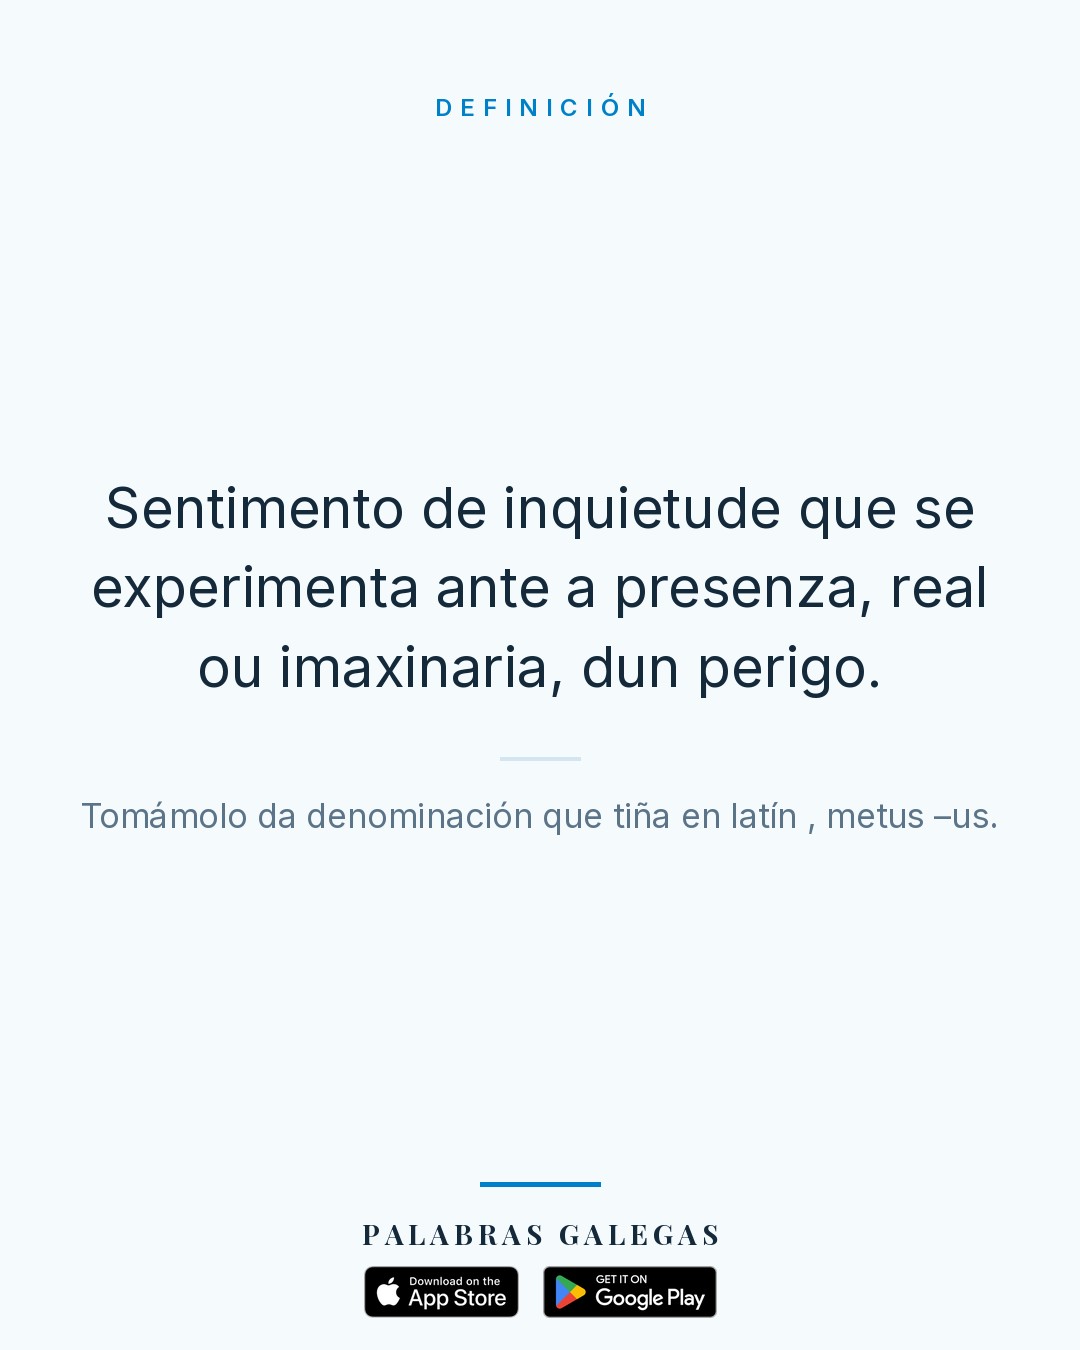 DEFINICIÓN
Sentimento de inquietude que se
experimenta ante a presenza, real
ou imaxinaria, dun perigo.
Tomámolo da denominación que tiña en latín , metus –us.
PALABRAS GALEGAS
Download on the
App Store
GET IT ON
Google Play